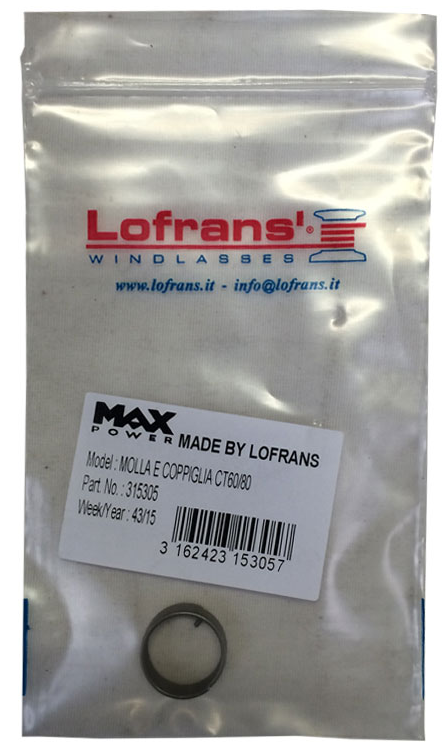 Lofrans'®
WINDLASSES
www.lofrans.it - info@lofrans.it
MAX
POWER MADE BY LOFRANS
Model : MOLLA E COPPIGLIA CT60/80
Part. No. : 315305
Week/Year : 43/15
3 162423 153057